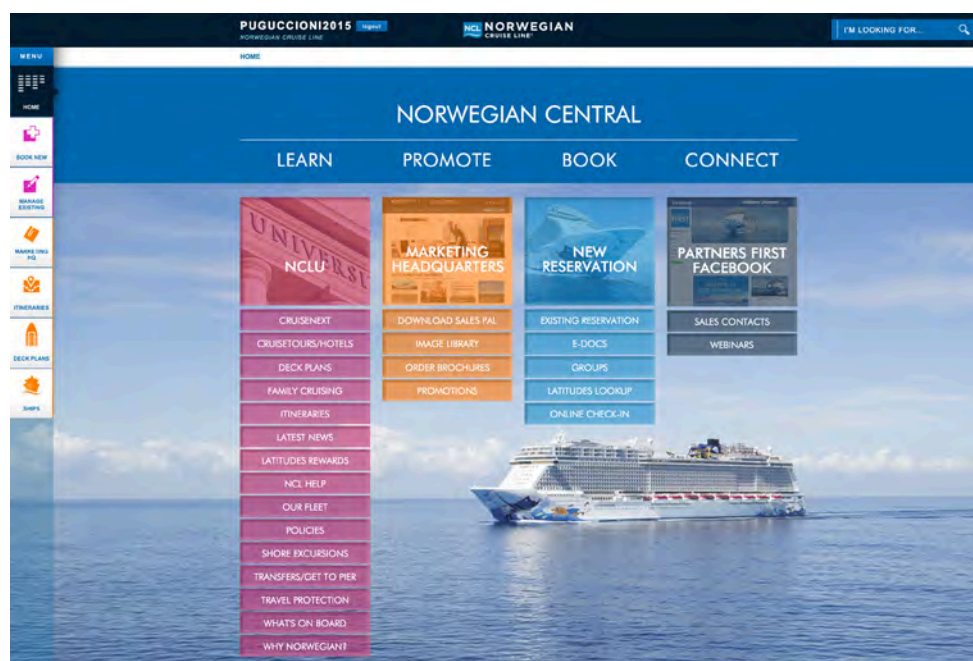 PUGUCCIONI2015 logout
NORWEGIAN CRUISE LINE
NCL NORWEGIAN
CRUISE LINE®
I'M LOOKING FOR...
MENU
HOME
HOME
BOOK NEW
MANAGE
EXISTING
MARKETING
HQ
ITINERARIES
DECK PLANS
SHIPS
NORWEGIAN CENTRAL
LEARN PROMOTE BOOK CONNECT
UNIVERS
NCLU
MARKETING
HEADQUARTERS
NEW
RESERVATION
FIRST
PARTNERS FIRST
FACEBOOK
CRUISENEXT
CRUISETOURS/HOTELS
DECK PLANS
FAMILY CRUISING
ITINERARIES
LATEST NEWS
LATITUDES REWARDS
NCL HELP
OUR FLEET
POLICIES
SHORE EXCURSIONS
TRANSFERS/GET TO PIER
TRAVEL PROTECTION
WHAT'S ON BOARD
WHY NORWEGIAN?
DOWNLOAD SALES PAL
IMAGE LIBRARY
ORDER BROCHURES
PROMOTIONS
EXISTING RESERVATION
E-DOCS
GROUPS
LATITUDES LOOKUP
ONLINE CHECK-IN
SALES CONTACTS
WEBINARS